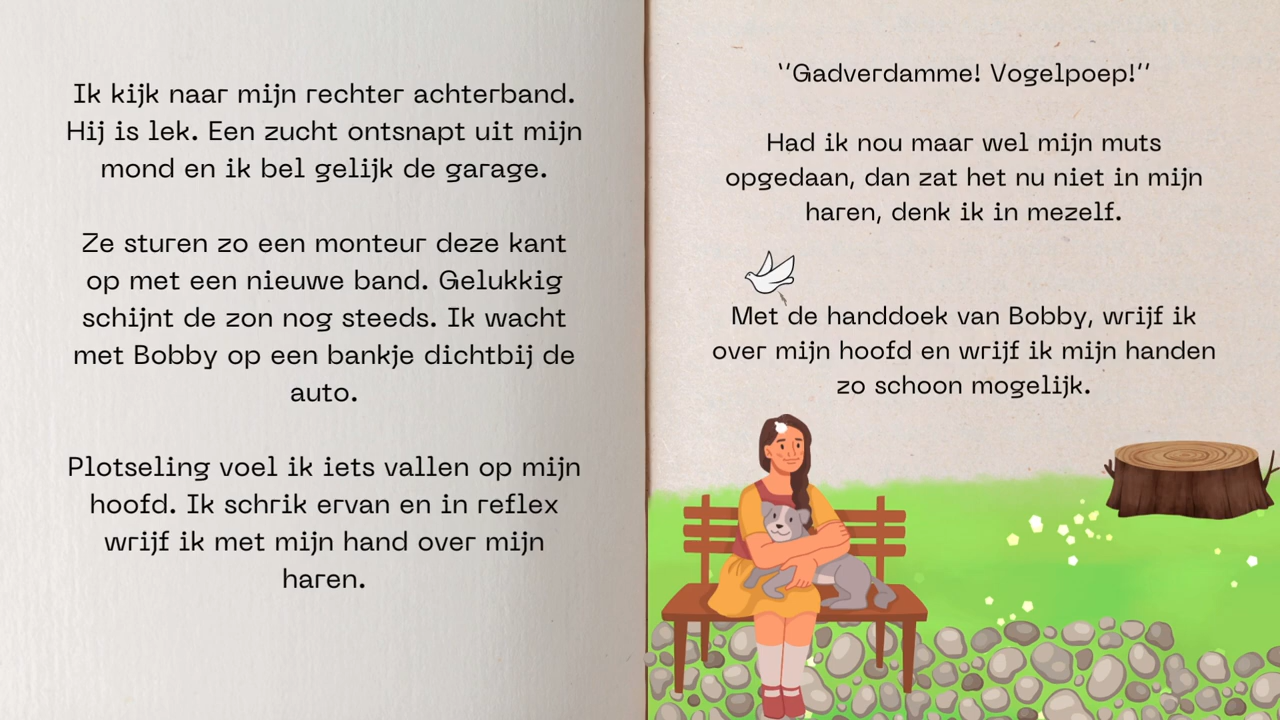 Ik kijk naar mijn rechter achterband.
Hij is lek. Een zucht ontsnapt uit mijn
mond en ik bel gelijk de garage.
Ze sturen zo een monteur deze kant
op met een nieuwe band. Gelukkig
schijnt de zon nog steeds. Ik wacht
met Bobby op een bankje dichtbij de
auto.
Plotseling voel ik iets vallen op mijn
hoofd. Ik schrik ervan en in reflex
wrijf ik met mijn hand over mijn
haren.
‘’Gadverdamme! Vogelpoep!’’
Had ik nou maar wel mijn muts
opgedaan, dan zat het nu niet in mijn
haren, denk ik in mezelf.
Met de handdoek van Bobby, wrijf ik
over mijn hoofd en wrijf ik mijn handen
zo schoon mogelijk.